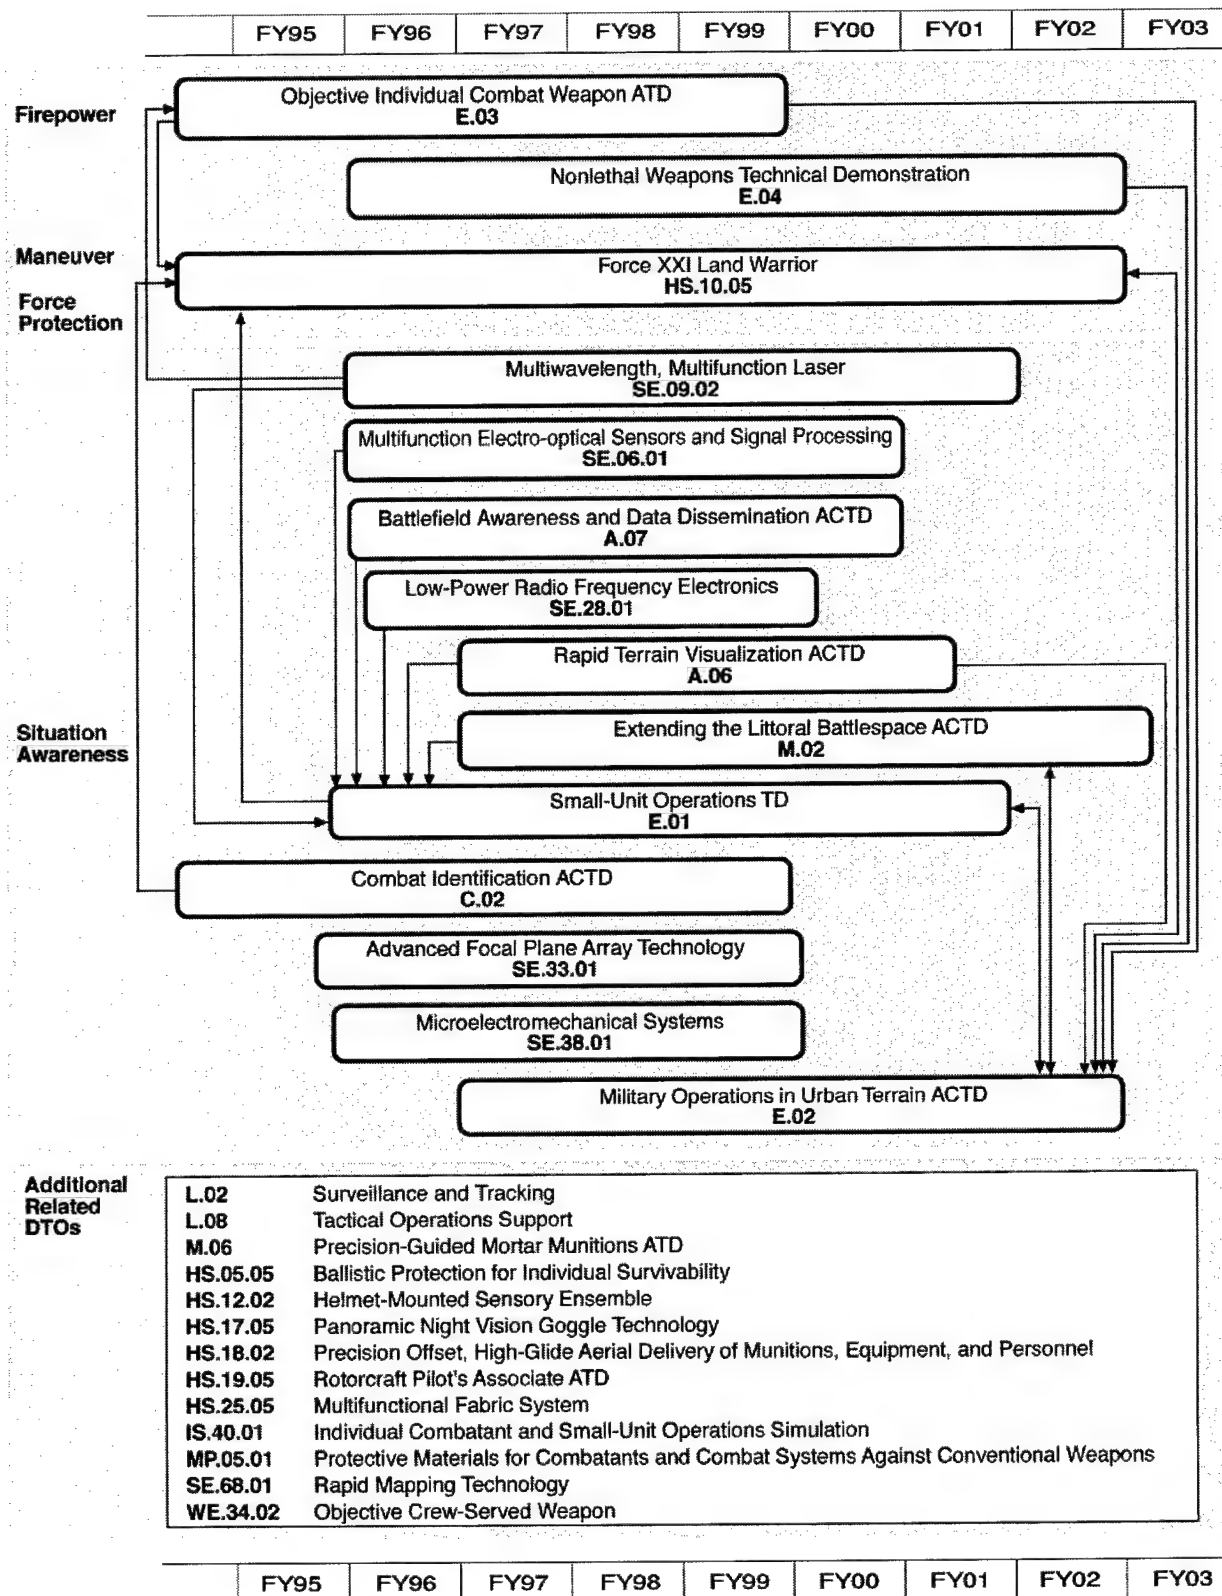 FY95 FY96 FY97 FY98 FY99 FY00 FY01 FY02 FY03
Firepower
Objective Individual Combat Weapon ATD
E.03
Nonlethal Weapons Technical Demonstration
E.04
Maneuver
Force XXI Land Warrior
HS.10.05
Force
Protection
Multiwavelength, Multifunction Laser
SE.09.02
Multifunction Electro-optical Sensors and Signal Processing
SE.06.01
Battlefield Awareness and Data Dissemination ACTD
A.07
Low-Power Radio Frequency Electronics
SE.28.01
Rapid Terrain Visualization ACTD
A.06
Situation
Awareness
Extending the Littoral Battlespace ACTD
M.02
Small-Unit Operations TD
E.01
Combat Identification ACTD
C.02
Advanced Focal Plane Array Technology
SE.33.01
Microelectromechanical Systems
SE.38.01
Military Operations in Urban Terrain ACTD
E.02
Additional
Related
DTOs
L.02 Surveillance and Tracking
L.08 Tactical Operations Support
M.06 Precision-Guided Mortar Munitions ATD
HS.05.05 Ballistic Protection for Individual Survivability
HS.12.02 Helmet-Mounted Sensory Ensemble
HS.17.05 Panoramic Night Vision Goggle Technology
HS.18.02 Precision Offset, High-Glide Aerial Delivery of Munitions, Equipment, and Personnel
HS.19.05 Rotorcraft Pilot's Associate ATD
HS.25.05 Multifunctional Fabric System
IS.40.01 Individual Combatant and Small-Unit Operations Simulation
MP.05.01 Protective Materials for Combatants and Combat Systems Against Conventional Weapons
SE.68.01 Rapid Mapping Technology
WE.34.02 Objective Crew-Served Weapon
FY95 FY96 FY97 FY98 FY99 FY00 FY01 FY02 FY03